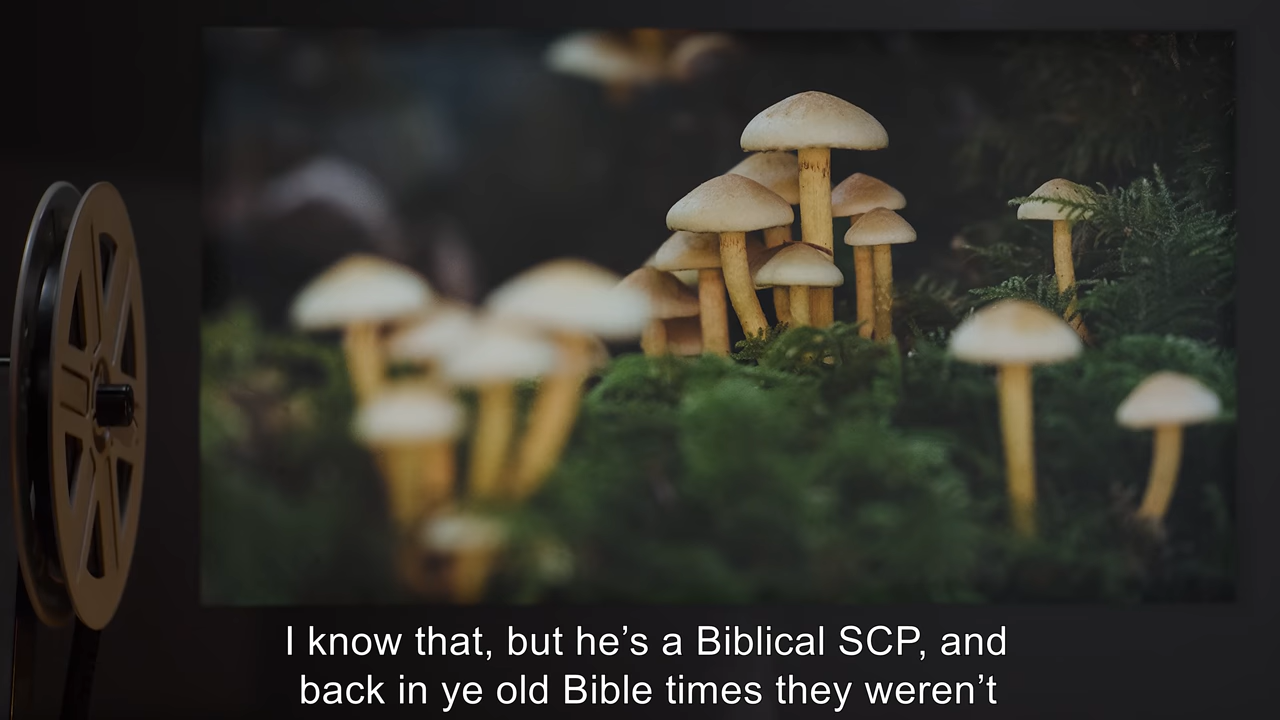 I know that, but he’s a Biblical SCP, and
back in ye old Bible times they weren’t